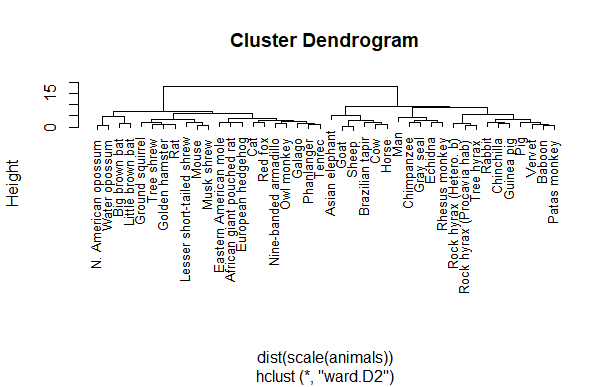 Cluster Dendrogram
Height
0
15
N. American opossum
Water opossum
Big brown bat
Little brown bat
Ground squirrel
Tree shrew
Golden hamster
Rat
Lesser short-tailed shrew
Mouse
Musk shrew
Eastern American mole
African giant pouched rat
European hedgehog
Cat
Red fox
Nine-banded armadillo
Owl monkey
Galago
Phanlanger
Tenrec
Asian elephant
Goat
Sheep
Brazilian tapir
Cow
Horse
Man
Chimpanzee
Gray seal
Echidna
Rhesus monkey
Rock hyrax (Hetero. b)
Rock hyrax (Procavia hab)
Tree hyrax
Rabbit
Chinchilla
Guinea pig
Pig
Vervet
Baboon
Patas monkey
dist(scale(animals))
hclust (*, "ward.D2")